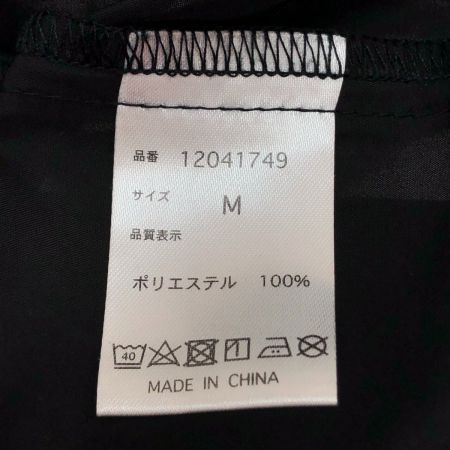 品番 12041749
サイズ M
品質表示
ポリエステル 100%
40
MADE IN CHINA